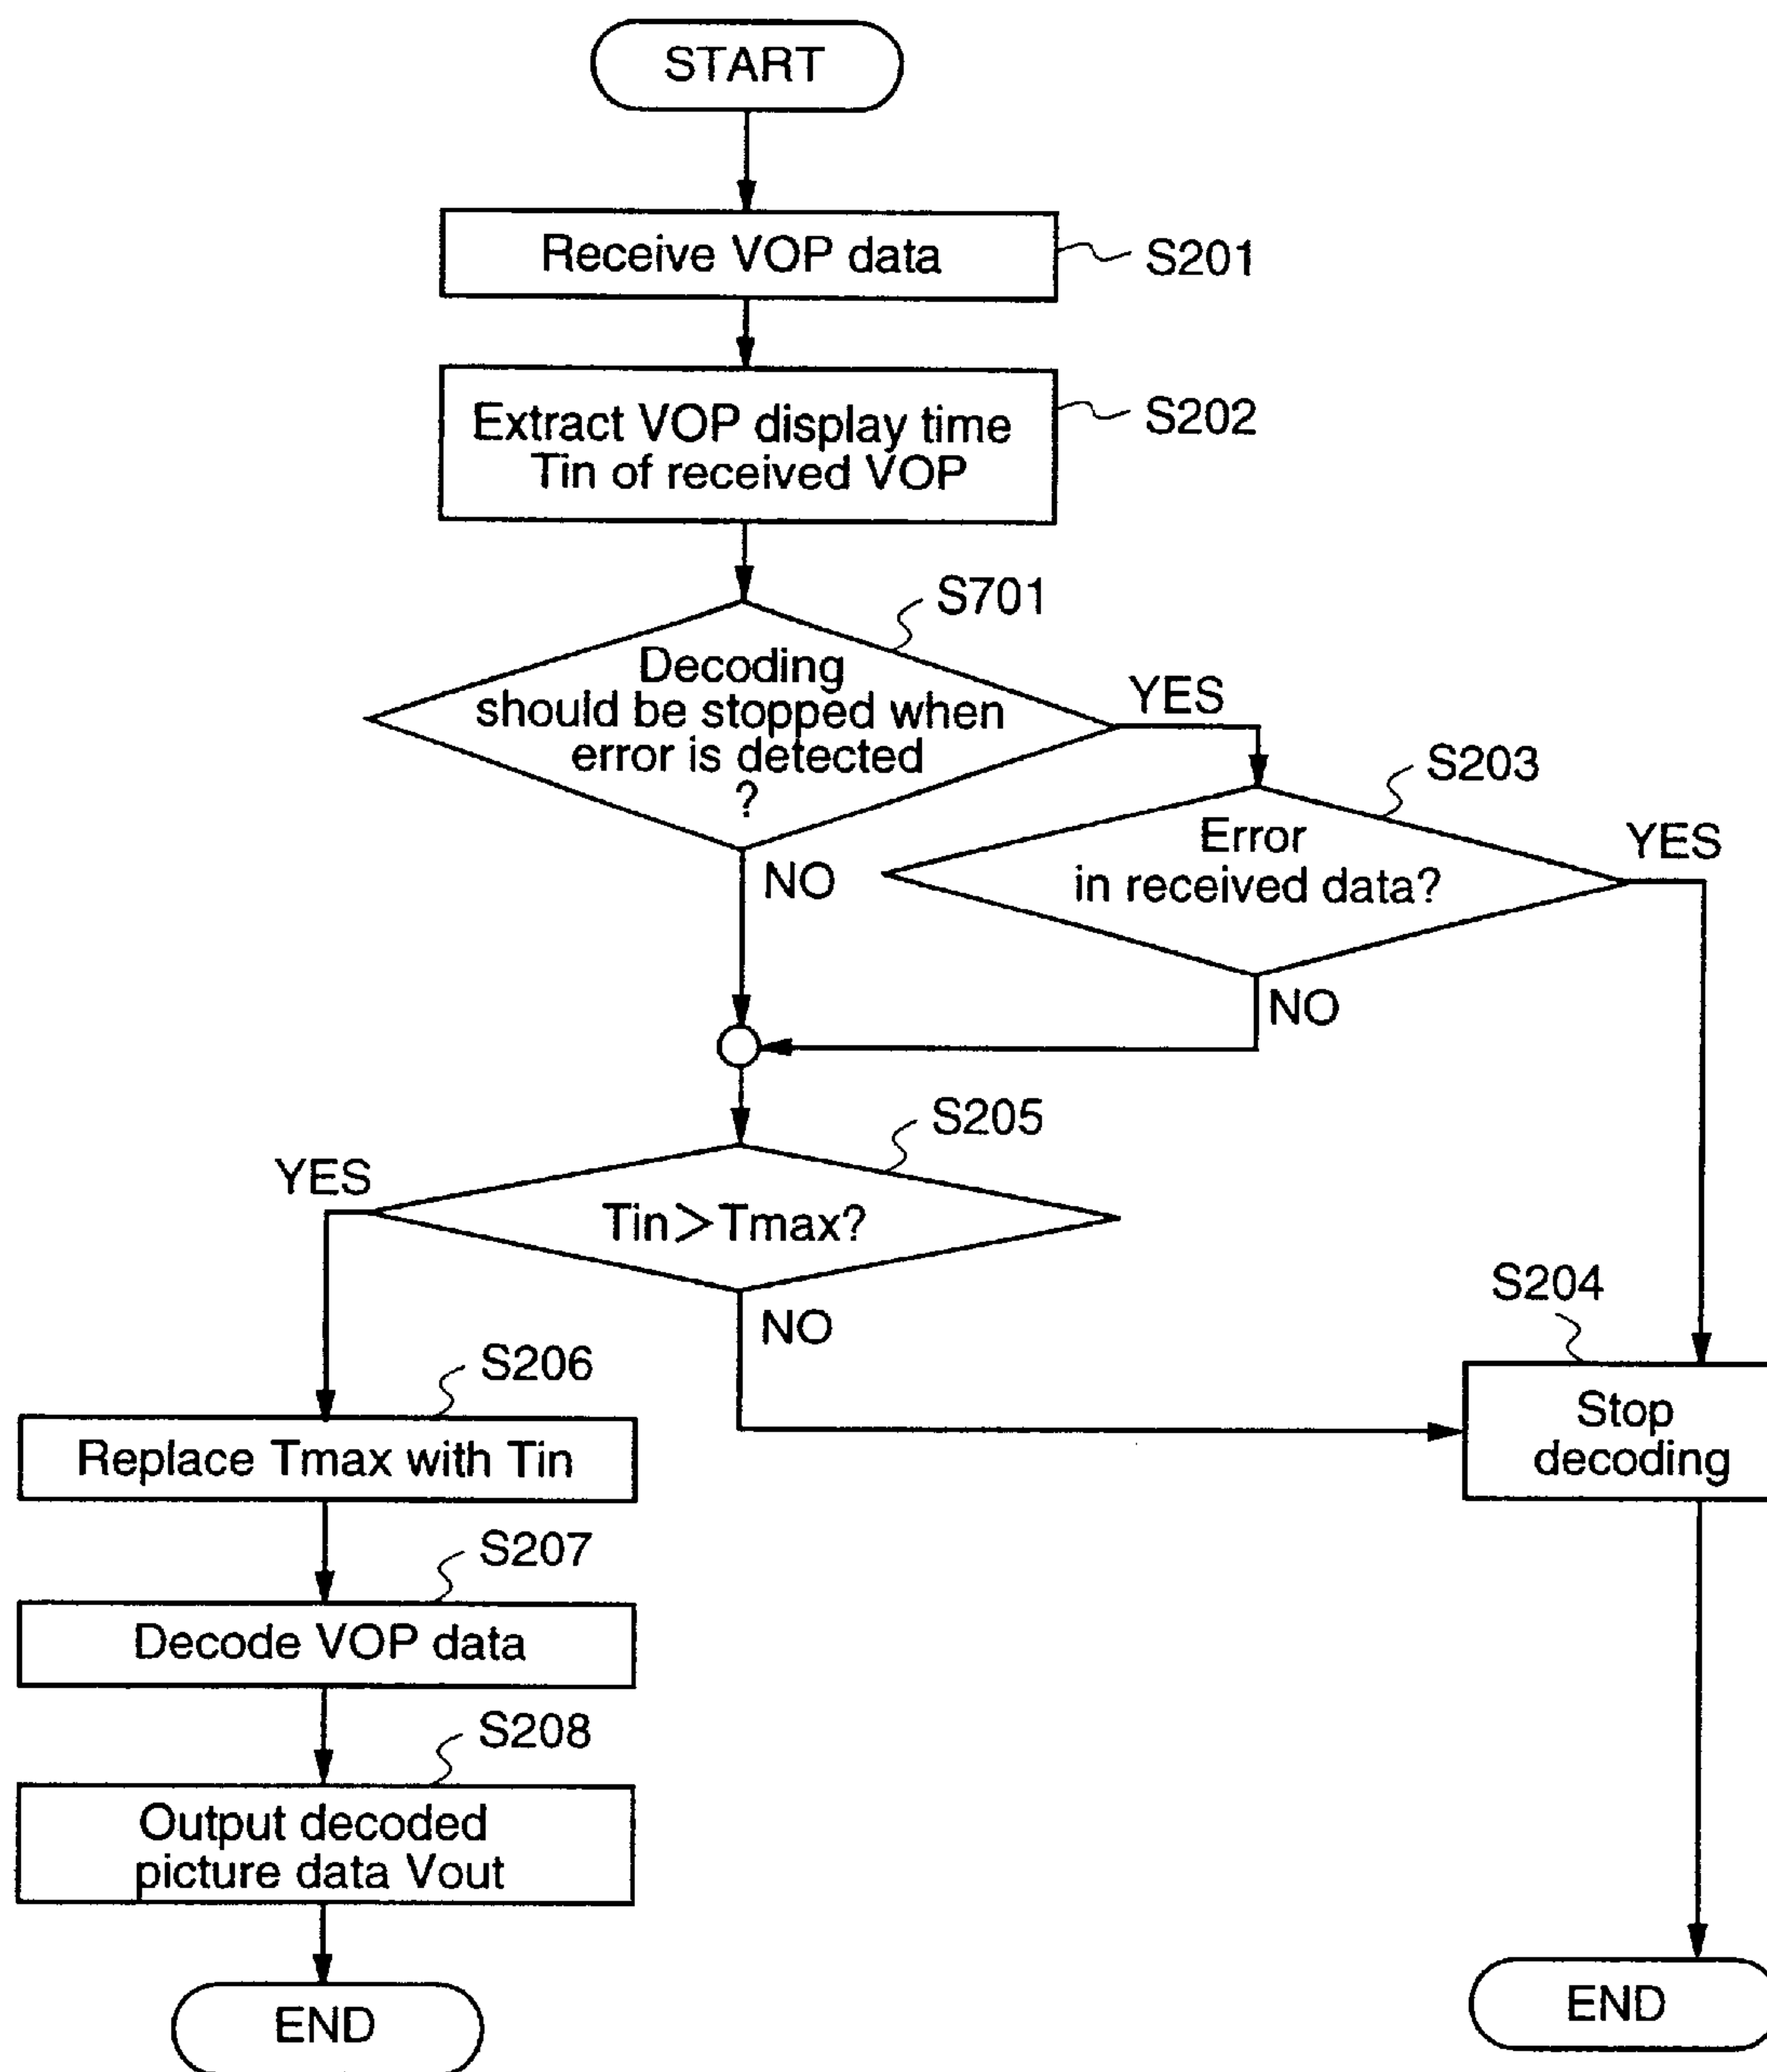 START
Receive VOP data
S201
Extract VOP display time
Tin of received VOP
S202
S701
Decoding
should be stopped when
error is detected
?
YES
NO
S203
Error
in received data?
YES
NO
S205
Tin>Tmax?
YES
NO
S204
Stop
decoding
S206
Replace Tmax with Tin
S207
Decode VOP data
S208
Output decoded
picture data Vout
END
END